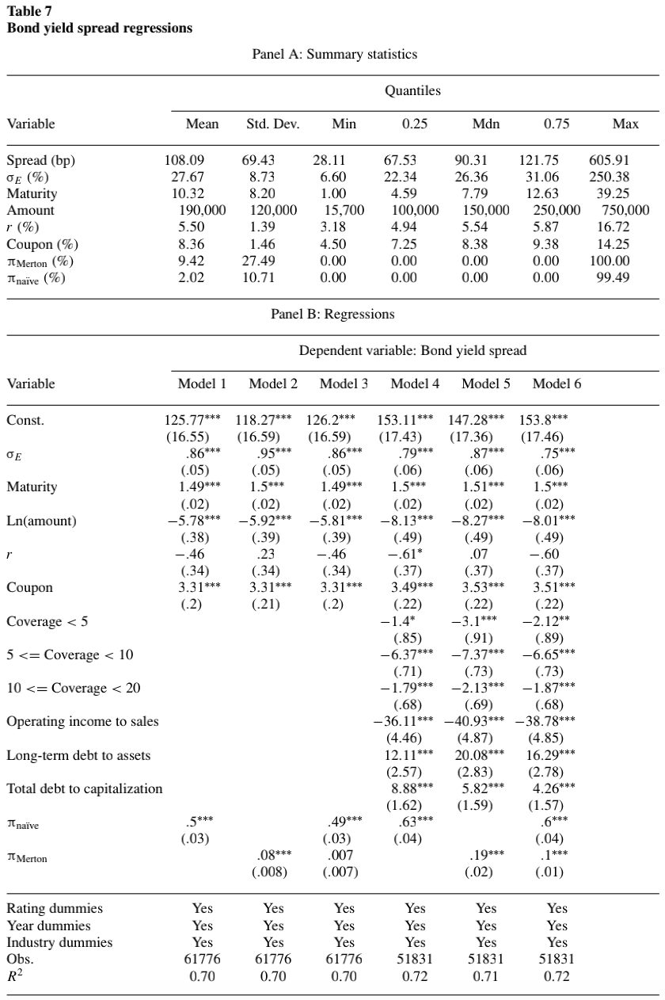 Table 7
Bond yield spread regressions
Panel A: Summary statistics
Quantiles
Variable Mean Std. Dev. Min 0.25 Mdn 0.75 Max
Spread (bp) 108.09 69.43 28.11 67.53 90.31 121.75 605.91
σE (%) 27.67 8.73 6.60 22.34 26.36 31.06 250.38
Maturity 10.32 8.20 1.00 4.59 7.79 12.63 39.25
Amount 190,000 120,000 15,700 100,000 150,000 250,000 750,000
r (%) 5.50 1.39 3.18 4.94 5.54 5.87 16.72
Coupon (%) 8.36 1.46 4.50 7.25 8.38 9.38 14.25
πMerton (%) 9.42 27.49 0.00 0.00 0.00 0.00 100.00
πnaïve (%) 2.02 10.71 0.00 0.00 0.00 0.00 99.49
Panel B: Regressions
Dependent variable: Bond yield spread
Variable Model 1 Model 2 Model 3 Model 4 Model 5 Model 6
Const. 125.77*** 118.27*** 126.2*** 153.11*** 147.28*** 153.8***
(16.55) (16.59) (16.59) (17.43) (17.36) (17.46)
σE .86*** .95*** .86*** .79*** .87*** .75***
(.05) (.05) (.05) (.06) (.06) (.06)
Maturity 1.49*** 1.5*** 1.49*** 1.5*** 1.51*** 1.5***
(.02) (.02) (.02) (.02) (.02) (.02)
Ln(amount) −5.78*** −5.92*** −5.81*** −8.13*** −8.27*** −8.01***
(.38) (.39) (.39) (.49) (.49) (.49)
r −.46 .23 −.46 −.61* .07 −.60
(.34) (.34) (.34) (.37) (.37) (.37)
Coupon 3.31*** 3.31*** 3.31*** 3.49*** 3.53*** 3.51***
(.2) (.21) (.2) (.22) (.22) (.22)
Coverage < 5 −1.4* −3.1*** −2.12**
(.85) (.91) (.89)
5 <= Coverage < 10 −6.37*** −7.37*** −6.65***
(.71) (.73) (.73)
10 <= Coverage < 20 −1.79*** −2.13*** −1.87***
(.68) (.69) (.68)
Operating income to sales −36.11*** −40.93*** −38.78***
(4.46) (4.87) (4.85)
Long-term debt to assets 12.11*** 20.08*** 16.29***
(2.57) (2.83) (2.78)
Total debt to capitalization 8.88*** 5.82*** 4.26***
(1.62) (1.59) (1.57)
πnaïve .5*** .49*** .63*** .6***
(.03) (.03) (.04) (.04)
πMerton .08*** .007 .19*** .1***
(.008) (.007) (.02) (.01)
Rating dummies Yes Yes Yes Yes Yes Yes
Year dummies Yes Yes Yes Yes Yes Yes
Industry dummies Yes Yes Yes Yes Yes Yes
Obs. 61776 61776 61776 51831 51831 51831
R2 0.70 0.70 0.70 0.72 0.71 0.72